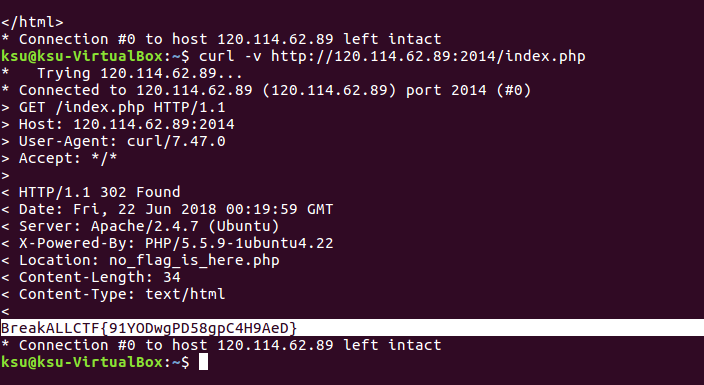 </html>
* Connection #0 to host 120.114.62.89 left intact
ksu@ksu-VirtualBox:~$ curl -v http://120.114.62.89:2014/index.php
*   Trying 120.114.62.89...
* Connected to 120.114.62.89 (120.114.62.89) port 2014 (#0)
> GET /index.php HTTP/1.1
> Host: 120.114.62.89:2014
> User-Agent: curl/7.47.0
> Accept: */*
>
< HTTP/1.1 302 Found
< Date: Fri, 22 Jun 2018 00:19:59 GMT
< Server: Apache/2.4.7 (Ubuntu)
< X-Powered-By: PHP/5.5.9-1ubuntu4.22
< Location: no_flag_is_here.php
< Content-Length: 34
< Content-Type: text/html
<
BreakALLCTF{91YODwgPD58gpC4H9AeD}
* Connection #0 to host 120.114.62.89 left intact
ksu@ksu-VirtualBox:~$